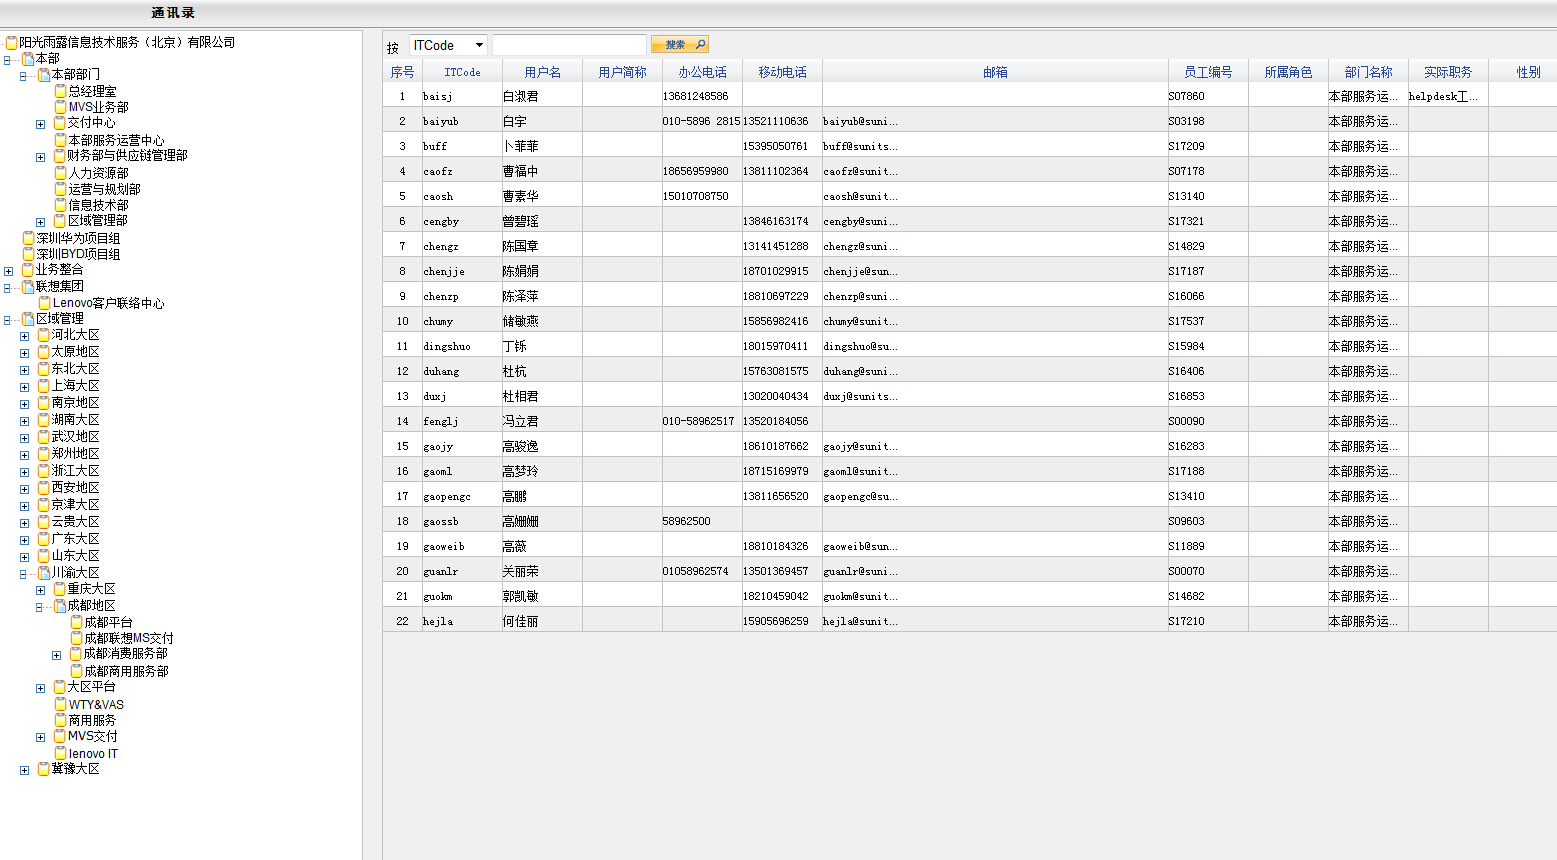 通讯录
阳光雨露信息技术服务（北京）有限公司
本部
本部部门
总经理室
MVS业务部
交付中心
本部服务运营中心
财务部与供应链管理部
人力资源部
运营与规划部
信息技术部
区域管理部
深圳华为项目组
深圳BYD项目组
业务整合
联想集团
Lenovo客户联络中心
区域管理
河北大区
太原地区
东北大区
上海大区
南京地区
湖南大区
武汉地区
郑州地区
浙江大区
西安地区
京津大区
云贵大区
广东大区
山东大区
川渝大区
重庆大区
成都地区
成都平台
成都联想MS交付
成都消费服务部
成都商用服务部
大区平台
WTY&VAS
商用服务
MVS交付
lenovo IT
冀豫大区
按 ITCode 搜索
序号 ITCode 用户名 用户简称 办公电话 移动电话 邮箱 员工编号 所属角色 部门名称 实际职务 性别
1 baisj 白淑君 13681248586 S07860 本部服务运... helpdesk工...
2 baiyub 白宇 010-5896 2815 13521110636 baiyub@suni... S03198 本部服务运...
3 buff 卜菲菲 15395050761 buff@sunits... S17209 本部服务运...
4 caofz 曹福中 18656959980 13811102364 caofz@sunit... S07178 本部服务运...
5 caosh 曹素华 15010708750 caosh@sunit... S13140 本部服务运...
6 cengby 曾碧瑶 13846163174 cengby@suni... S17321 本部服务运...
7 chengz 陈国章 13141451288 chengz@suni... S14829 本部服务运...
8 chenjje 陈娟娟 18701029915 chenjje@sun... S17187 本部服务运...
9 chenzp 陈泽萍 18810697229 chenzp@suni... S16066 本部服务运...
10 chumy 储敏燕 15856982416 chumy@sunit... S17537 本部服务运...
11 dingshuo 丁铄 18015970411 dingshuo@su... S15984 本部服务运...
12 duhang 杜杭 15763081575 duhang@suni... S16406 本部服务运...
13 duxj 杜相君 13020040434 duxj@sunits... S16853 本部服务运...
14 fenglj 冯立君 010-58962517 13520184056 S00090 本部服务运...
15 gaojy 高骏逸 18610187662 gaojy@sunit... S16283 本部服务运...
16 gaoml 高梦玲 18715169979 gaoml@sunit... S17188 本部服务运...
17 gaopengc 高鹏 13811656520 gaopengc@su... S13410 本部服务运...
18 gaossb 高姗姗 58962500 S09603 本部服务运...
19 gaoweib 高薇 18810184326 gaoweib@sun... S11889 本部服务运...
20 guanlr 关丽荣 01058962574 13501369457 guanlr@suni... S00070 本部服务运...
21 guokm 郭凯敏 18210459042 guokm@sunit... S14682 本部服务运...
22 hejla 何佳丽 15905696259 hejla@sunit... S17210 本部服务运...